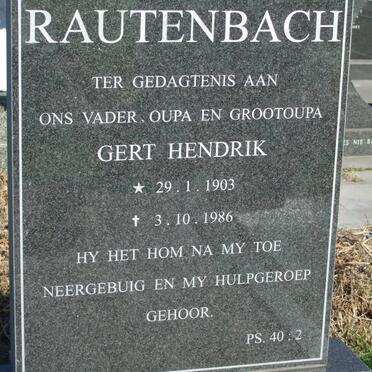 RAUTENBACH
TER GEDAGTENIS AAN
ONS VADER, OUPA EN GROOTOUPA
GERT HENDRIK
★ 29.1.1903
✝ 3.10.1986
HY HET HOM NA MY TOE
NEERGEBUIG EN MY HULPGEROEP
GEHOOR.
PS. 40:2